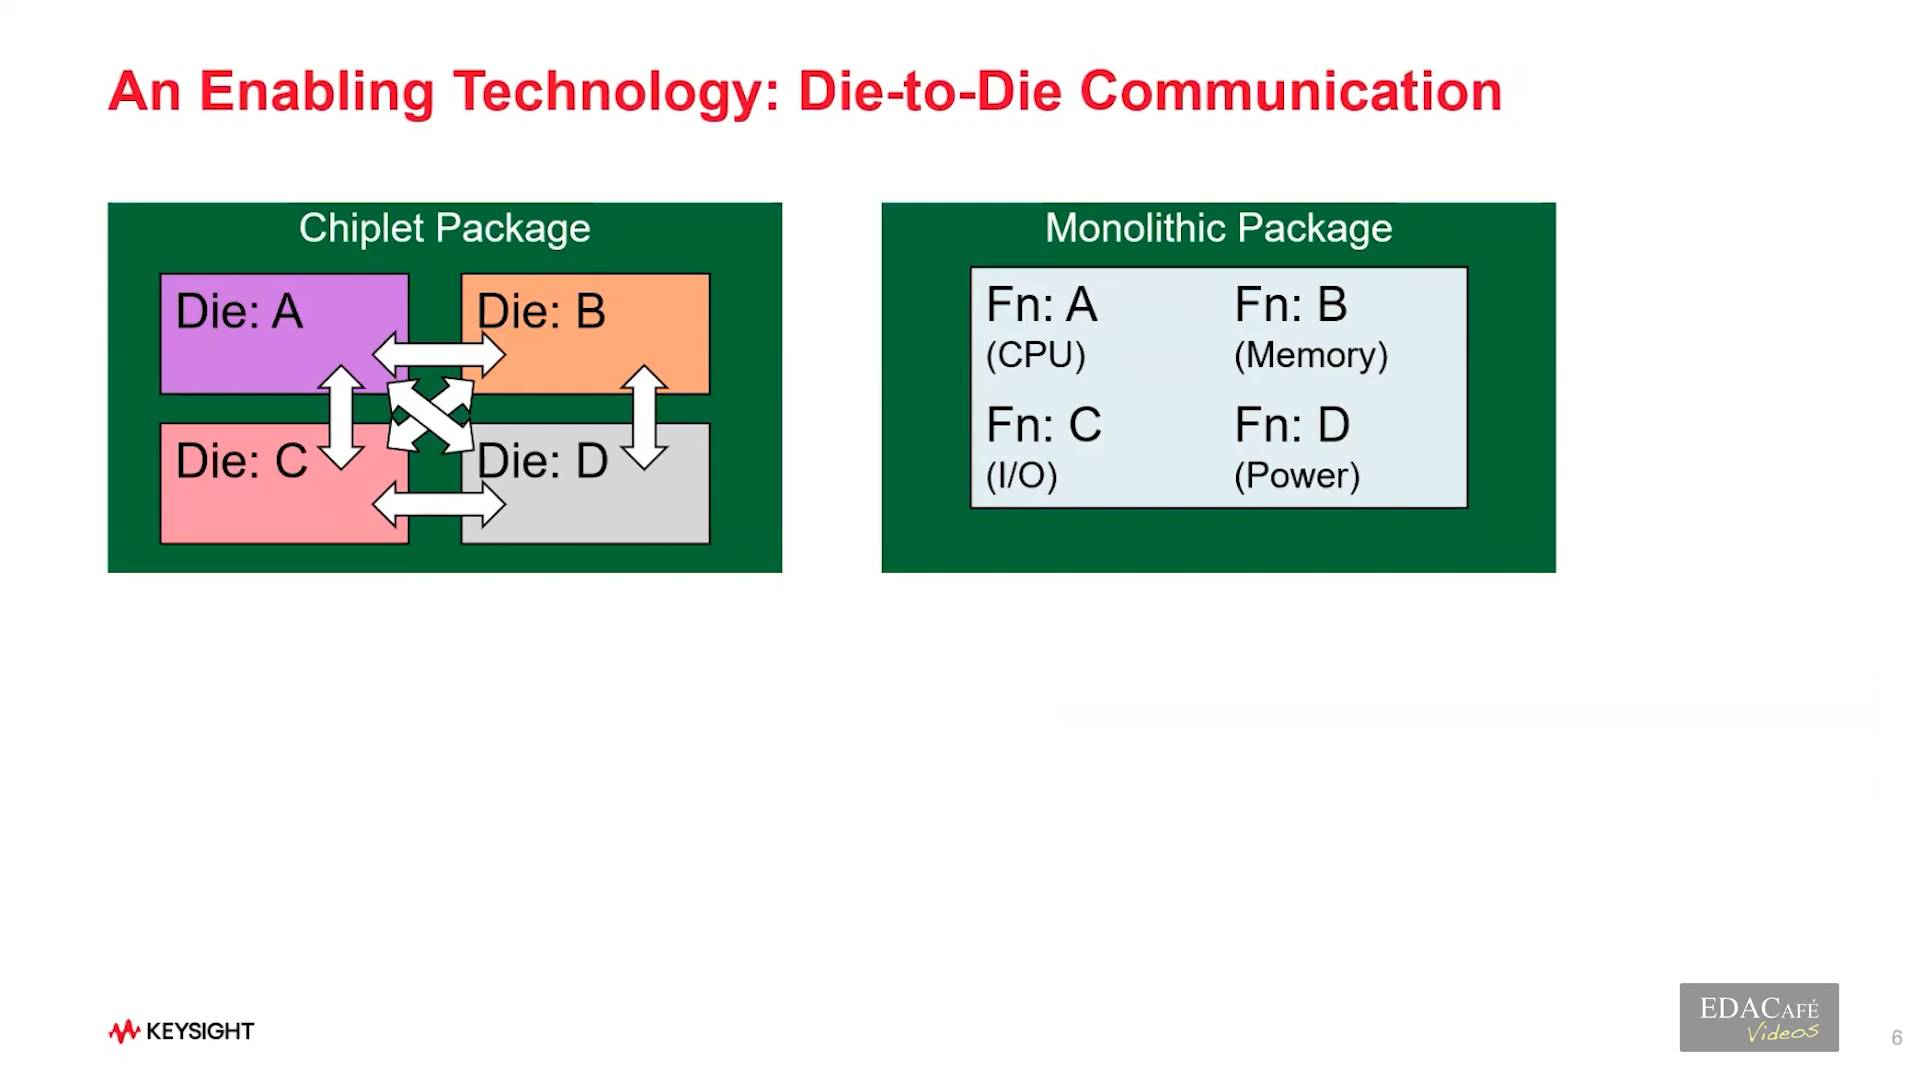 An Enabling Technology: Die-to-Die Communication
Chiplet Package
Die: A
Die: B
Die: C
Die: D
Monolithic Package
Fn: A
(CPU)
Fn: B
(Memory)
Fn: C
(I/O)
Fn: D
(Power)
KEYSIGHT
EDACAFÉ
Videos
6